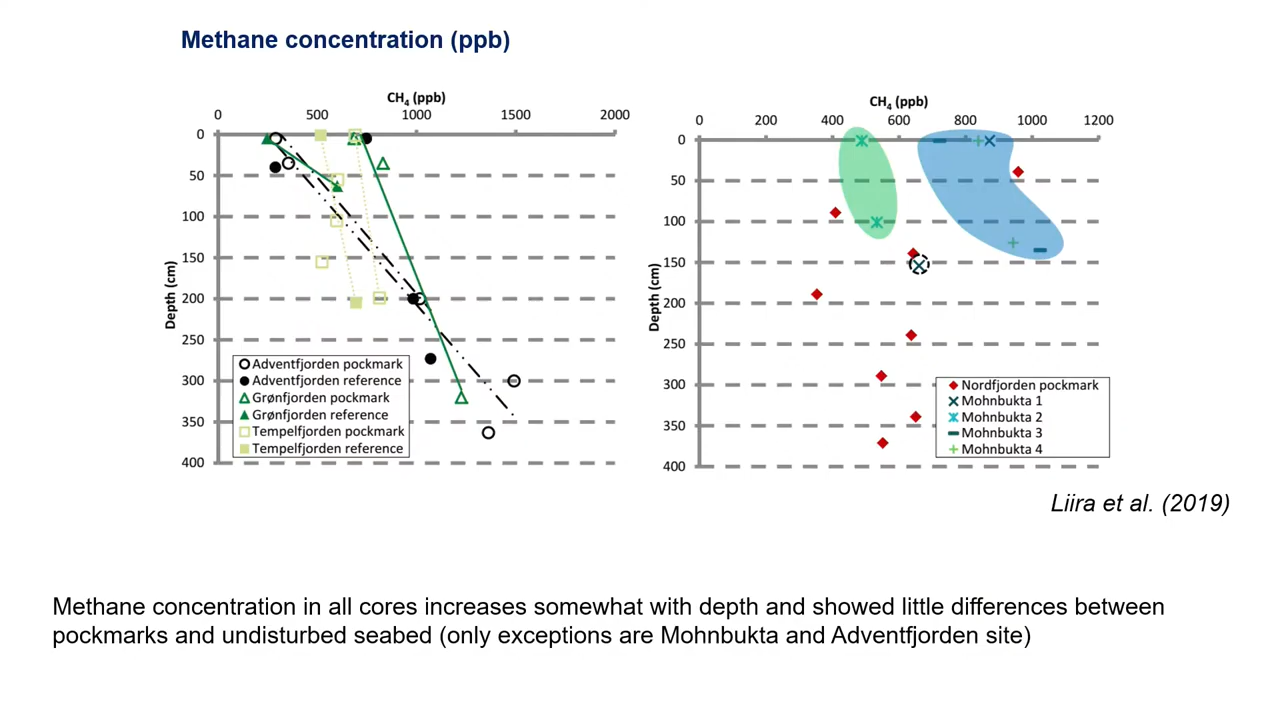 Methane concentration (ppb)
CH₄ (ppb)
0 500 1000 1500 2000
0
50
100
150
200
250
300
350
400
Depth (cm)
Adventfjorden pockmark
Adventfjorden reference
Grønfjorden pockmark
Grønfjorden reference
Tempelfjorden pockmark
Tempelfjorden reference
CH₄ (ppb)
0 200 400 600 800 1000 1200
0
50
100
150
200
250
300
350
400
Depth (cm)
Nordfjorden pockmark
Mohnbukta 1
Mohnbukta 2
Mohnbukta 3
Mohnbukta 4
Liira et al. (2019)
Methane concentration in all cores increases somewhat with depth and showed little differences between
pockmarks and undisturbed seabed (only exceptions are Mohnbukta and Adventfjorden site)